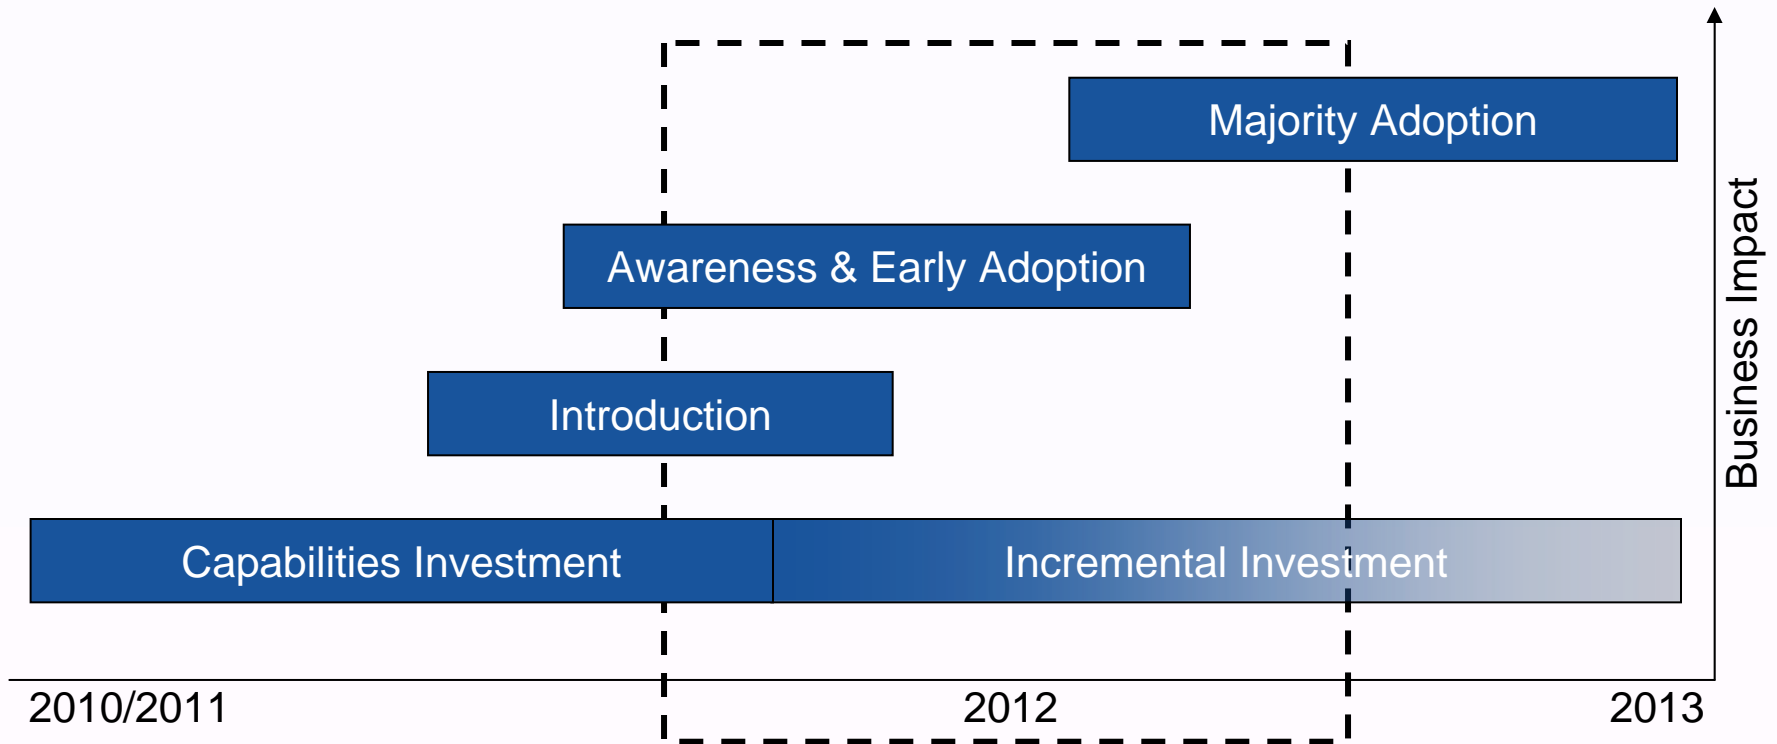 Majority Adoption
Awareness & Early Adoption
Introduction
Capabilities Investment
Incremental Investment
Business Impact
2010/2011
2012
2013